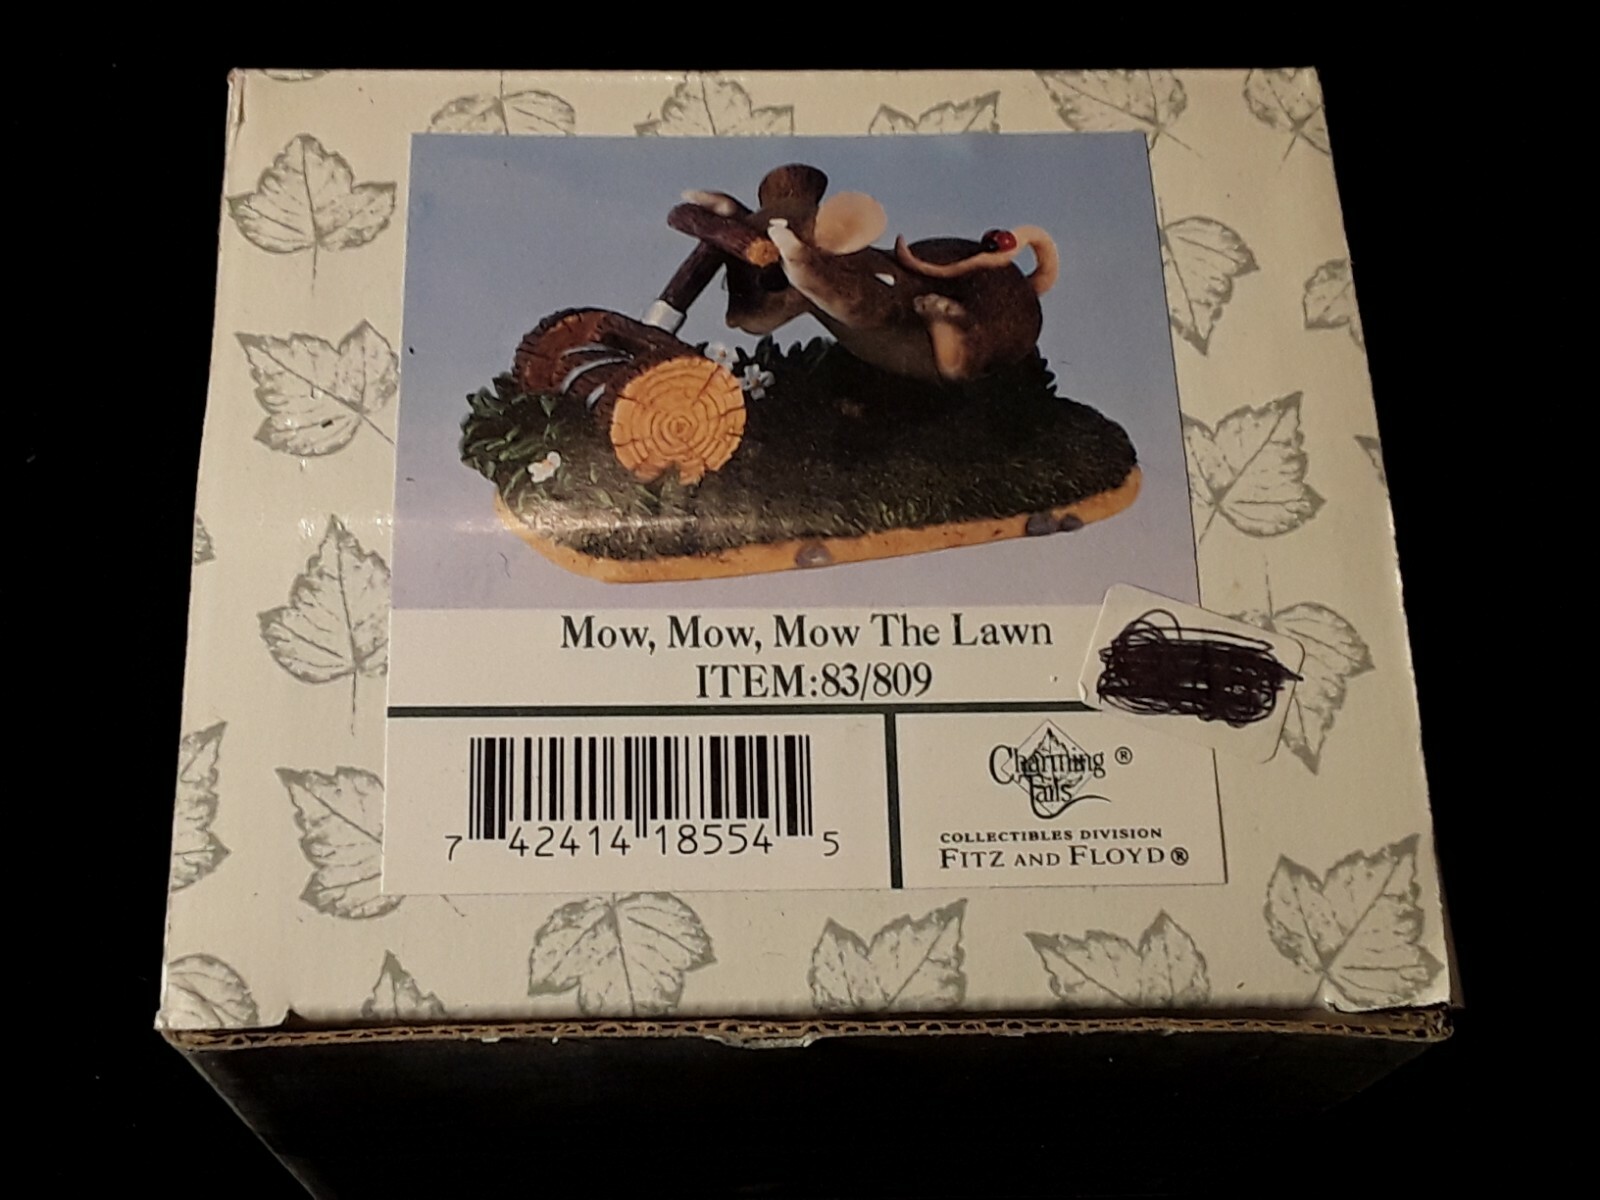 Mow, Mow, Mow The Lawn
ITEM:83/809
7 42414 18554 5
Charming ®
Tails
COLLECTIBLES DIVISION
FITZ AND FLOYD®